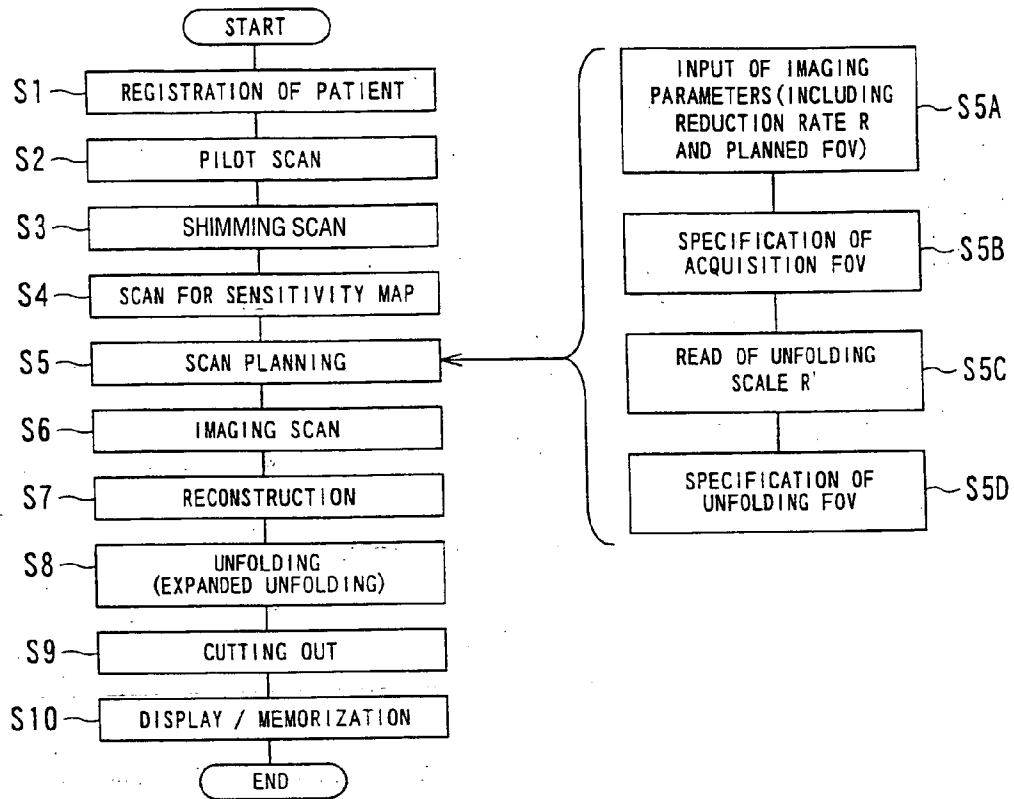 START
S1
REGISTRATION OF PATIENT
S2
PILOT SCAN
S3
SHIMMING SCAN
S4
SCAN FOR SENSITIVITY MAP
S5
SCAN PLANNING
S6
IMAGING SCAN
S7
RECONSTRUCTION
S8
UNFOLDING
(EXPANDED UNFOLDING)
S9
CUTTING OUT
S10
DISPLAY / MEMORIZATION
END
INPUT OF IMAGING
PARAMETERS(INCLUDING
REDUCTION RATE R
AND PLANNED FOV)
S5A
SPECIFICATION OF
ACQUISITION FOV
S5B
READ OF UNFOLDING
SCALE R'
S5C
SPECIFICATION OF
UNFOLDING FOV
S5D